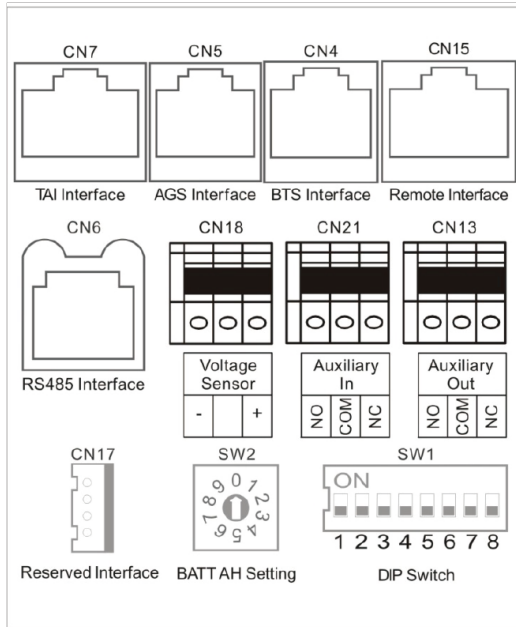 CN7 CN5 CN4 CN15
TAI Interface AGS Interface BTS Interface Remote Interface
CN6 CN18 CN21 CN13
RS485 Interface
Voltage Sensor
- +
Auxiliary In
NO COM NC
Auxiliary Out
NO COM NC
CN17 SW2 SW1
0 1 2 3 4 5 6 7 8 9
ON
1 2 3 4 5 6 7 8
Reserved Interface BATT AH Setting DIP Switch